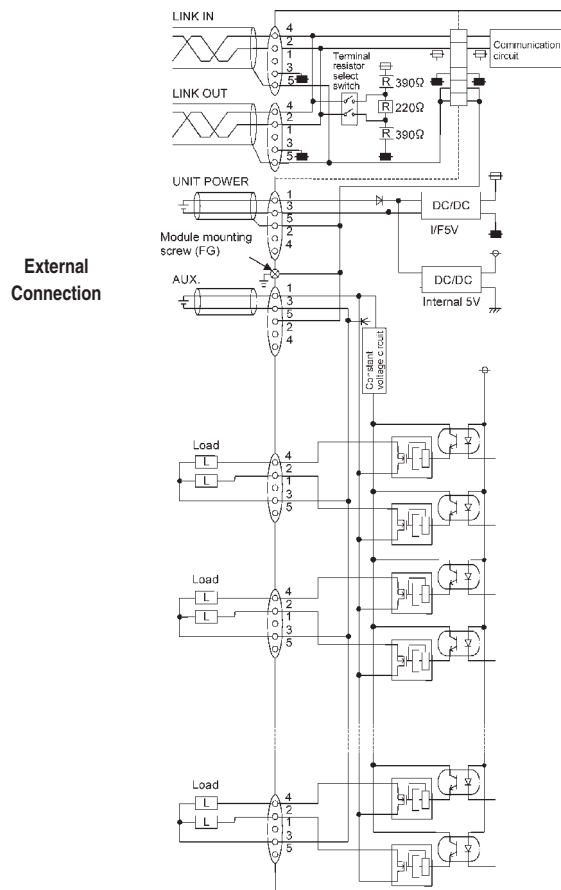 LINK IN
4
2
1
3
5
Terminal
resistor
select
switch
R 390Ω
R 220Ω
R 390Ω
Communication
circuit
LINK OUT
4
2
1
3
5
UNIT POWER
1
3
5
2
4
DC/DC
I/F5V
Module mounting
screw (FG)
DC/DC
Internal 5V
External
Connection
AUX.
1
3
5
2
4
Constant
voltage circuit
Load
L
L
4
2
1
3
5
Load
L
L
4
2
1
3
5
Load
L
L
4
2
1
3
5